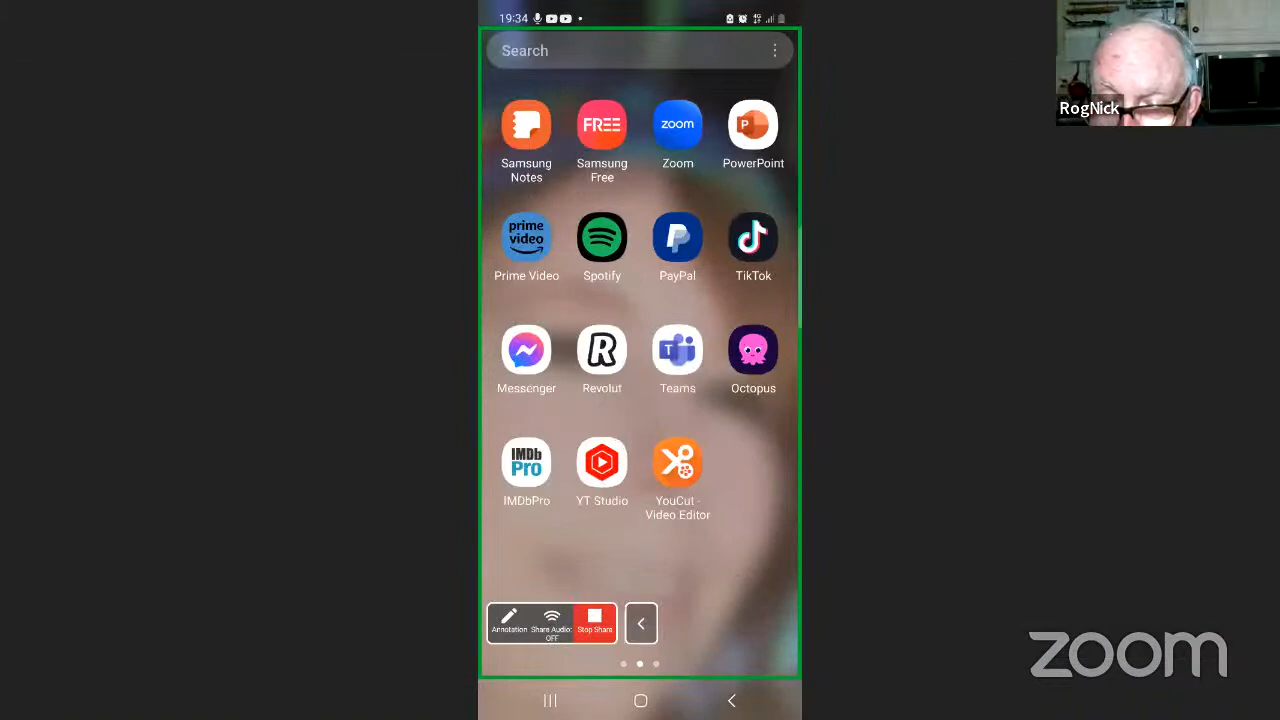 19:34
Search
FREE
zoom
P
Samsung Notes
Samsung Free
Zoom
PowerPoint
prime video
P
Prime Video
Spotify
PayPal
TikTok
R
T
Messenger
Revolut
Teams
Octopus
IMDb Pro
IMDbPro
YT Studio
YouCut - Video Editor
Annotation
Share Audio: OFF
Stop Share
RogNick
zoom